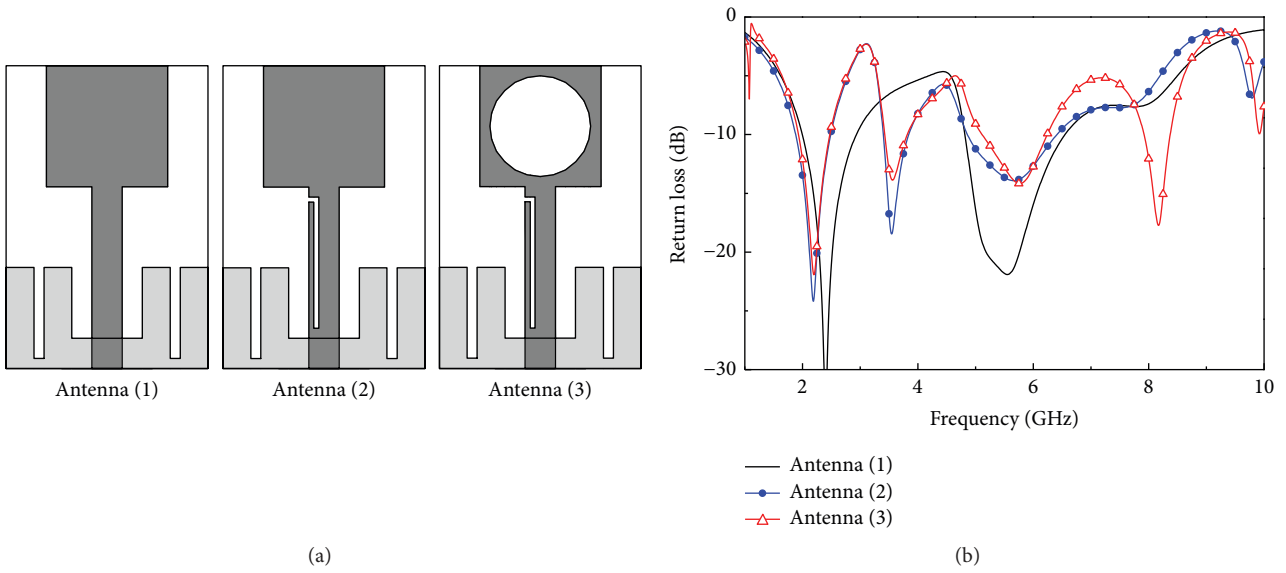 Antenna (1)
Antenna (2)
Antenna (3)
(a)
Return loss (dB)
0
−10
−20
−30
2
4
6
8
10
Frequency (GHz)
Antenna (1)
Antenna (2)
Antenna (3)
(b)